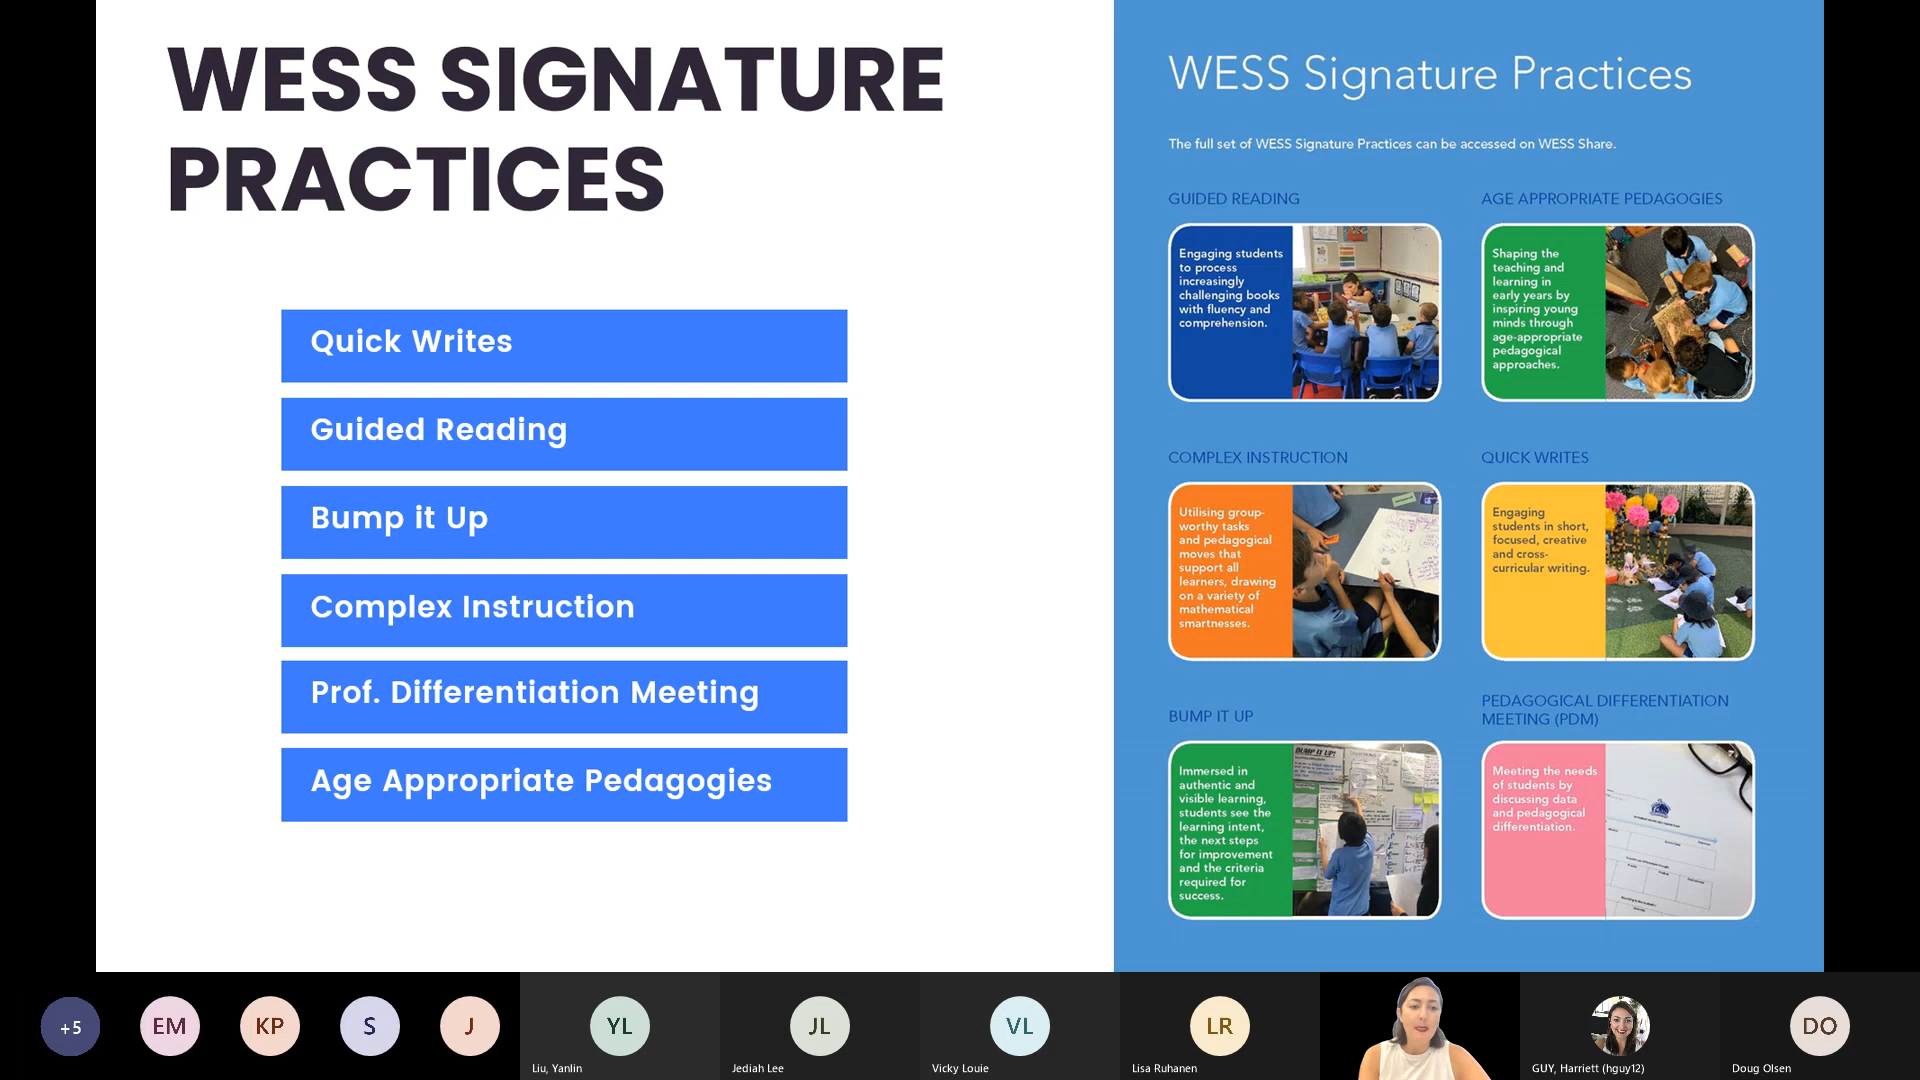 WESS SIGNATURE
PRACTICES
Quick Writes
Guided Reading
Bump it Up
Complex Instruction
Prof. Differentiation Meeting
Age Appropriate Pedagogies
WESS Signature Practices
The full set of WESS Signature Practices can be accessed on WESS Share.
GUIDED READING
Engaging students
to process
increasingly
challenging books
with fluency and
comprehension.
AGE APPROPRIATE PEDAGOGIES
Shaping the
teaching and
learning in
early years by
inspiring young
minds through
age-appropriate
pedagogical
approaches.
COMPLEX INSTRUCTION
Utilising group-
worthy tasks
and pedagogical
moves that
support all
learners, drawing
on a variety of
mathematical
smartnesses.
QUICK WRITES
Engaging
students in short,
focused, creative
and cross-
curricular writing.
BUMP IT UP
Immersed in
authentic and
visible learning,
students see the
learning intent,
the next steps
for improvement
and the criteria
required for
success.
BUMP IT UP!
PEDAGOGICAL DIFFERENTIATION
MEETING (PDM)
Meeting the needs
of students by
discussing data
and pedagogical
differentiation.
+5
EM
KP
S
J
YL
Liu, Yanlin
JL
Jediah Lee
VL
Vicky Louie
LR
Lisa Ruhanen
GUY, Harriett (hguy12)
DO
Doug Olsen